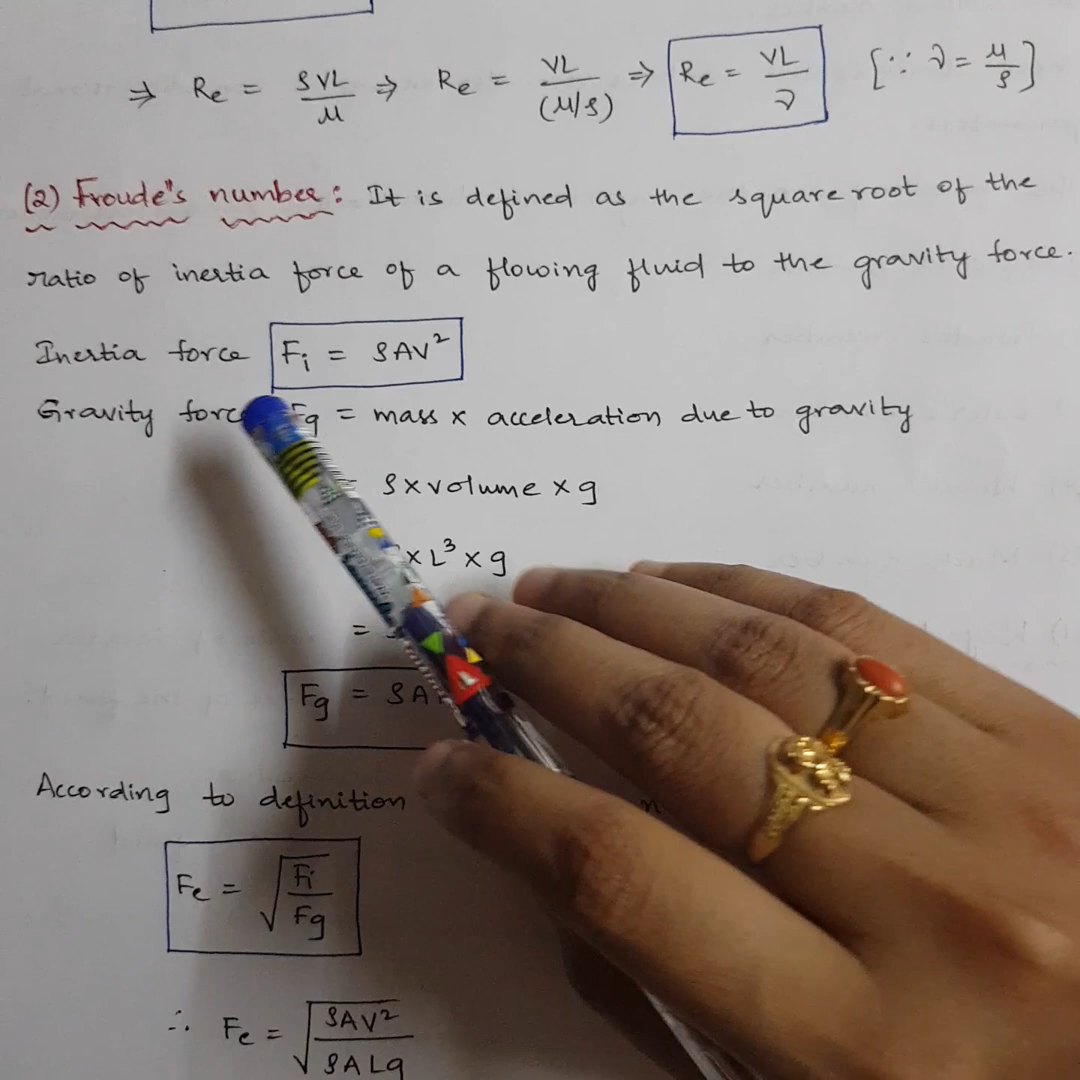 ⇒ Re = ρVL/μ ⇒ Re = VL/(μ/ρ) ⇒ Re = VL/ν [∵ ν = μ/ρ]
(2) Froude's number: It is defined as the square root of the
ratio of inertia force of a flowing fluid to the gravity force.
Inertia force Fi = ρAV²
Gravity force Fg = mass x acceleration due to gravity
= ρ x volume x g
x L³ x g
=
Fg = ρA
According to definition
Fe = √(Fi/Fg)
∴ Fe = √(ρAV²/ρALg)